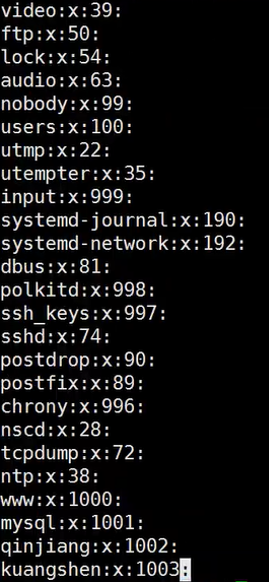 video:x:39:
ftp:x:50:
lock:x:54:
audio:x:63:
nobody:x:99:
users:x:100:
utmp:x:22:
utempter:x:35:
input:x:999:
systemd-journal:x:190:
systemd-network:x:192:
dbus:x:81:
polkitd:x:998:
ssh_keys:x:997:
sshd:x:74:
postdrop:x:90:
postfix:x:89:
chrony:x:996:
nscd:x:28:
tcpdump:x:72:
ntp:x:38:
www:x:1000:
mysql:x:1001:
qinjiang:x:1002:
kuangshen:x:1003: